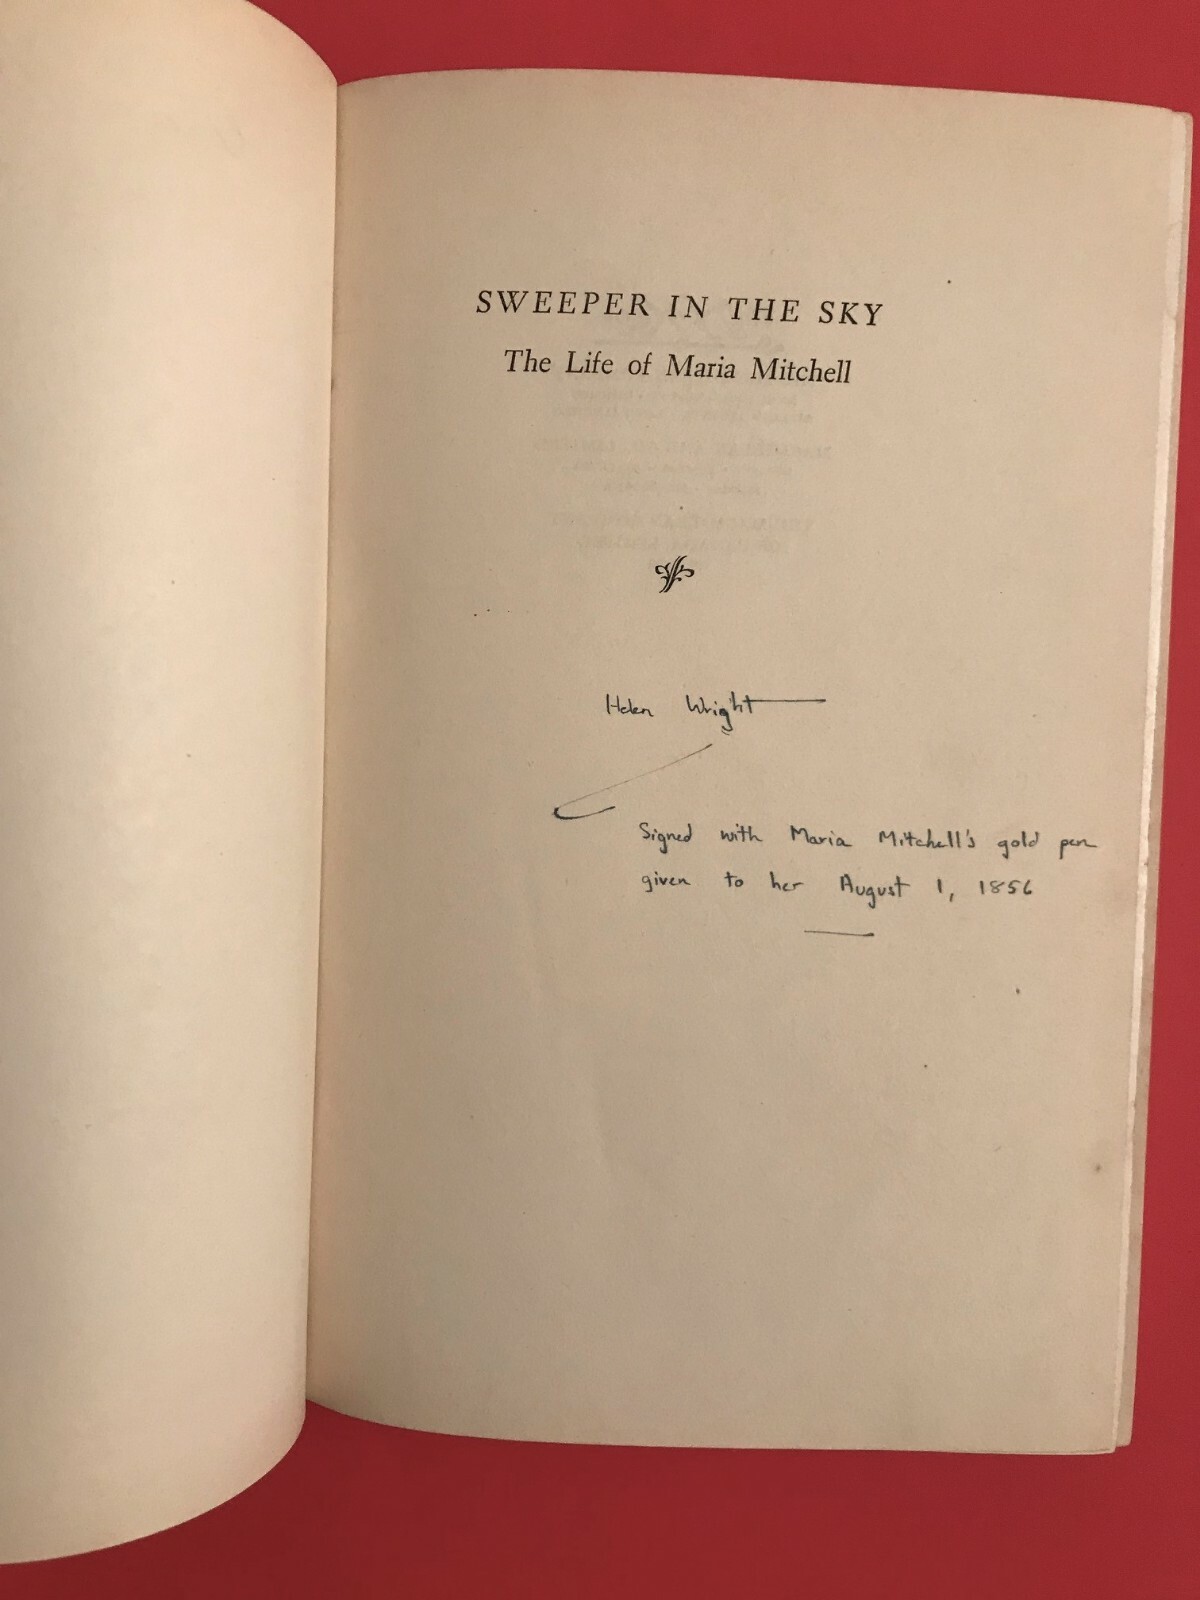 SWEEPER IN THE SKY
The Life of Maria Mitchell
Helen Wright
Signed with Maria Mitchell's gold pen
given to her August 1, 1856